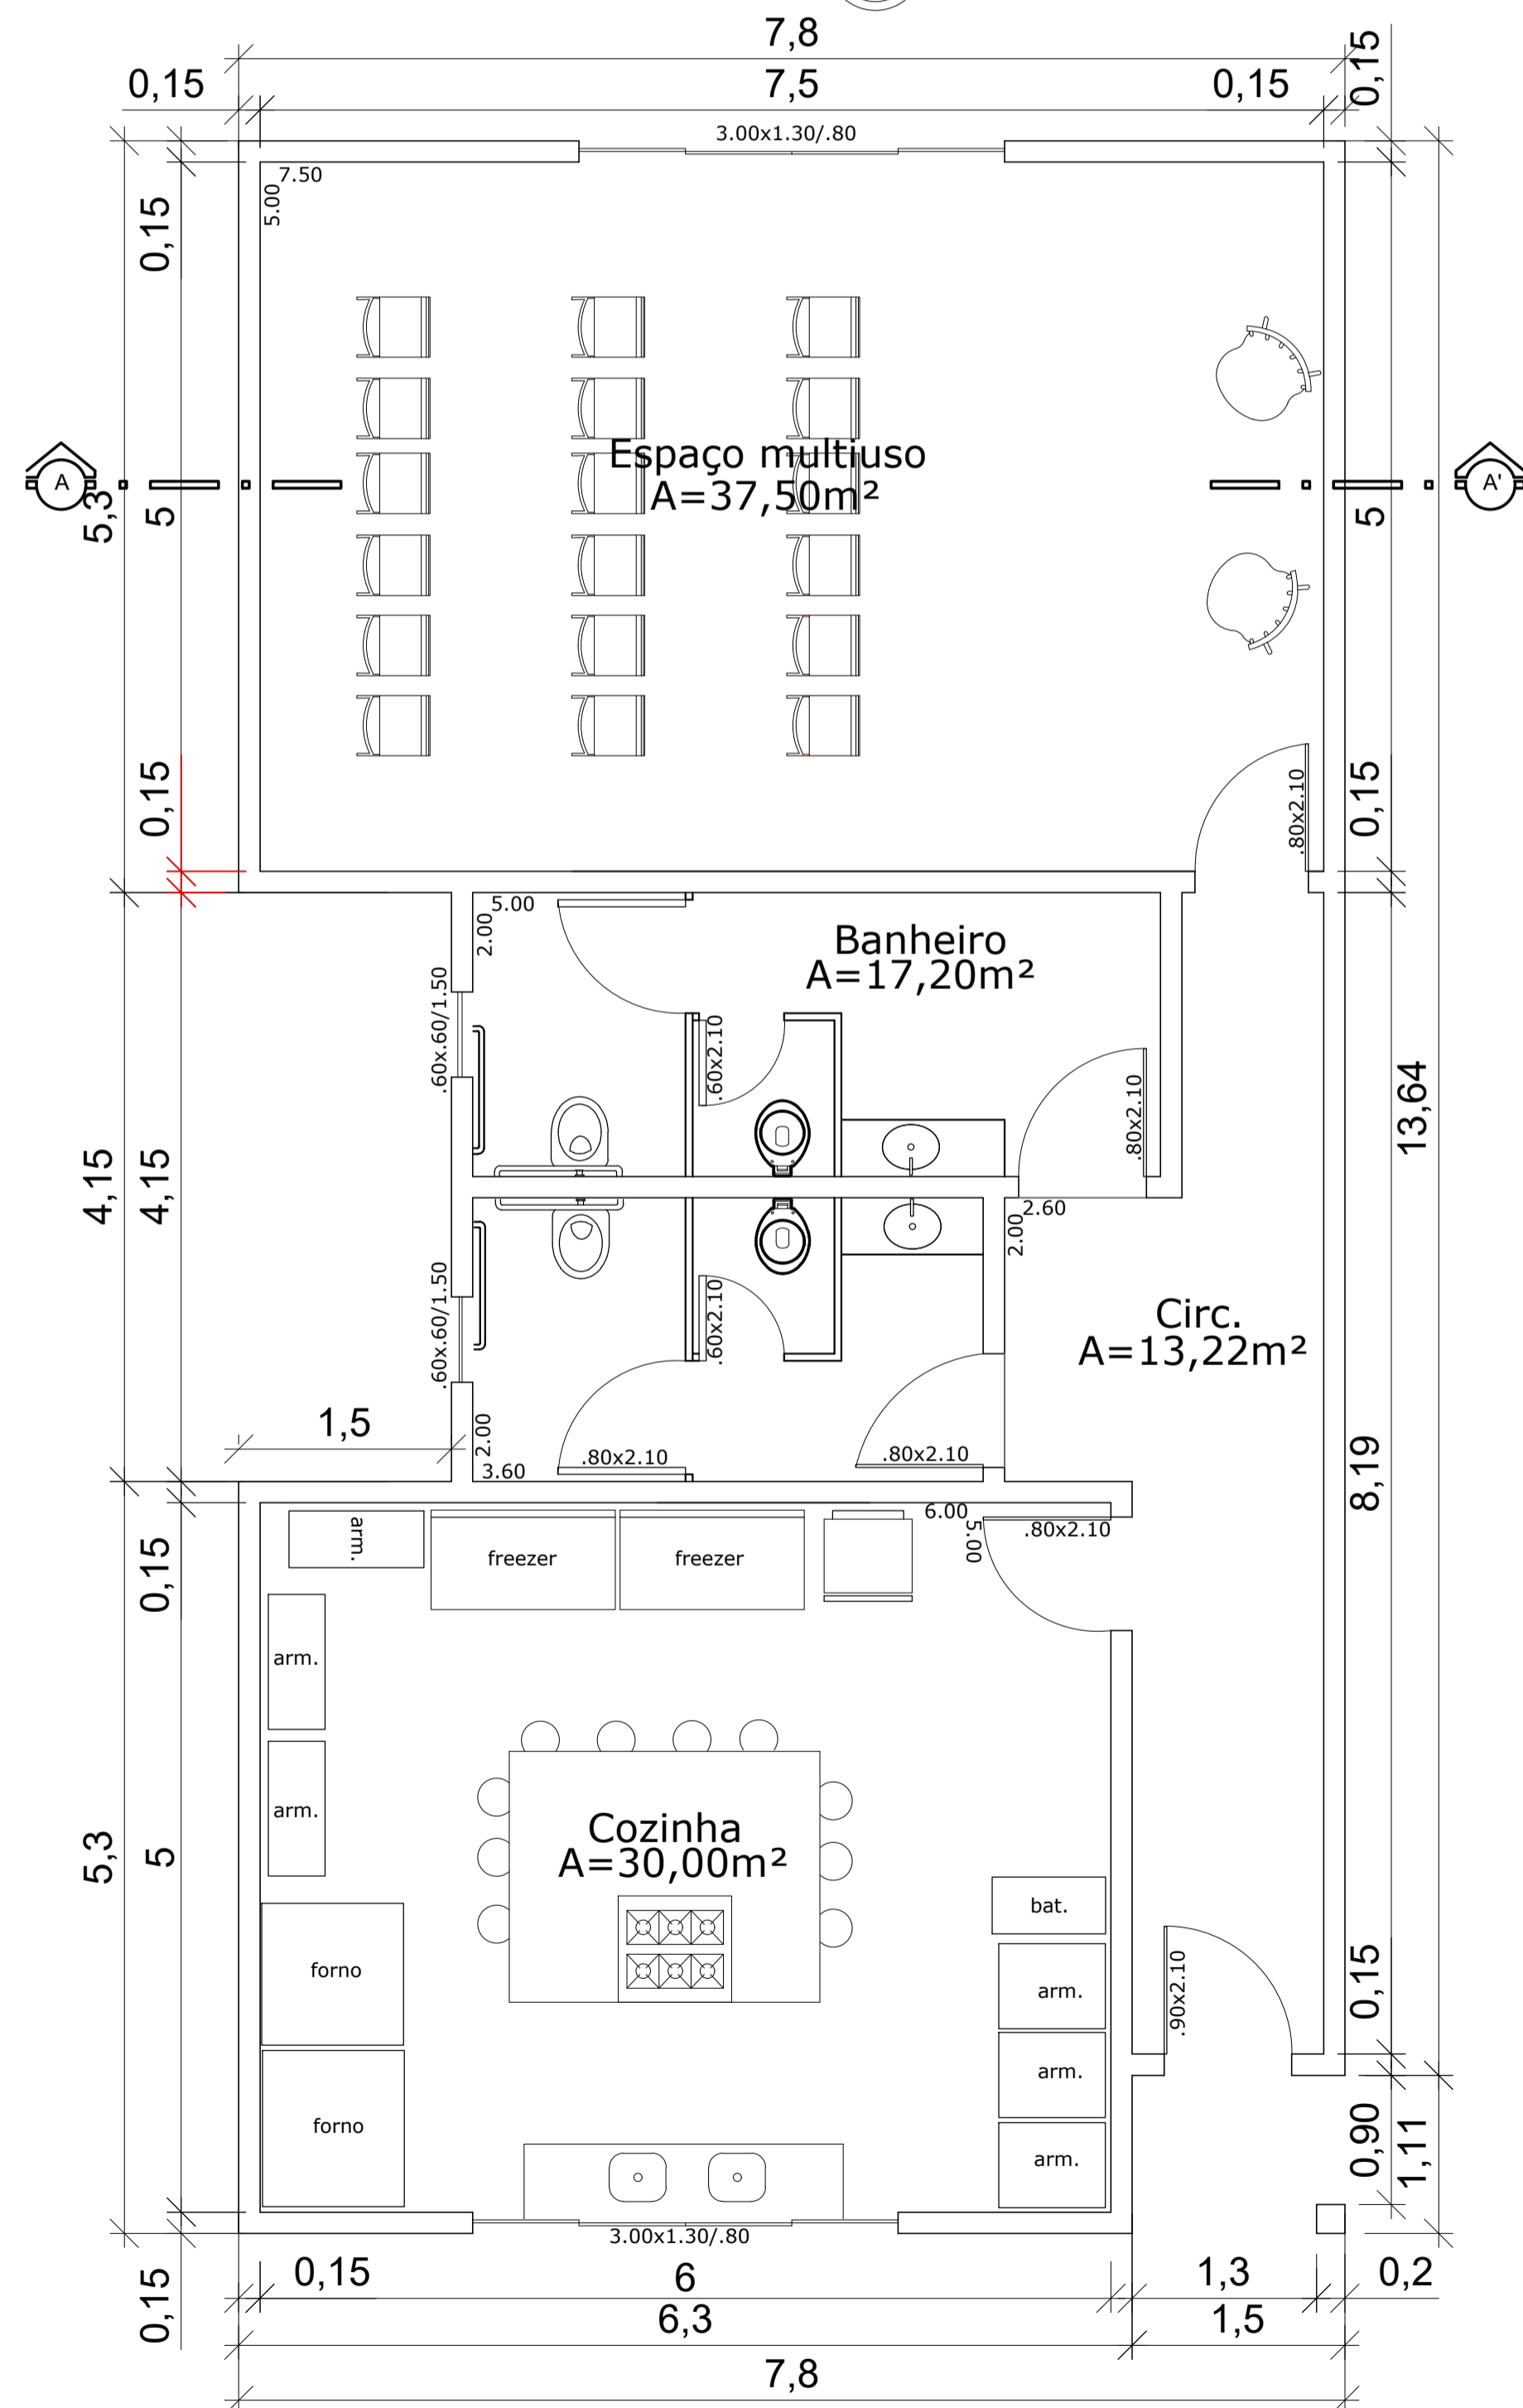 7,8
0,15
7,5
0,15
0,15
3.00x1.30/.80
7.50
5.00
0,15
Espaço multiuso
A=37,50m²
A
A'
5,3
5
5
0,15
.80x2.10
0,15
5.00
2.00
Banheiro
A=17,20m²
.60x.60/1.50
.60x2.10
.80x2.10
13,64
4,15
4,15
2.60
2.00
.60x.60/1.50
.60x2.10
Circ.
A=13,22m²
1,5
2.00
3.60
.80x2.10
.80x2.10
8,19
6.00
5.00
.80x2.10
arm.
freezer
freezer
0,15
arm.
arm.
Cozinha
A=30,00m²
5,3
5
bat.
forno
arm.
.90x2.10
0,15
arm.
forno
arm.
0,90
1,11
3.00x1.30/.80
0,15
0,15
6
1,3
0,2
6,3
1,5
7,8